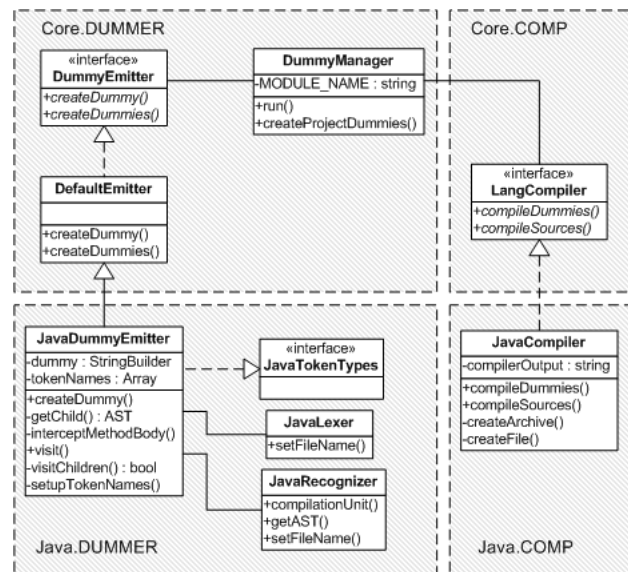 Core.DUMMER
«interface»
DummyEmitter
+createDummy()
+createDummies()
DummyManager
-MODULE_NAME : string
+run()
+createProjectDummies()
DefaultEmitter
+createDummy()
+createDummies()
Core.COMP
«interface»
LangCompiler
+compileDummies()
+compileSources()
JavaDummyEmitter
-dummy : StringBuilder
-tokenNames : Array
+createDummy()
-getChild() : AST
-interceptMethodBody()
+visit()
-visitChildren() : bool
-setupTokenNames()
«interface»
JavaTokenTypes
JavaLexer
+setFileName()
JavaRecognizer
+compilationUnit()
+getAST()
+setFileName()
Java.DUMMER
JavaCompiler
-compilerOutput : string
+compileDummies()
+compileSources()
-createArchive()
-createFile()
Java.COMP